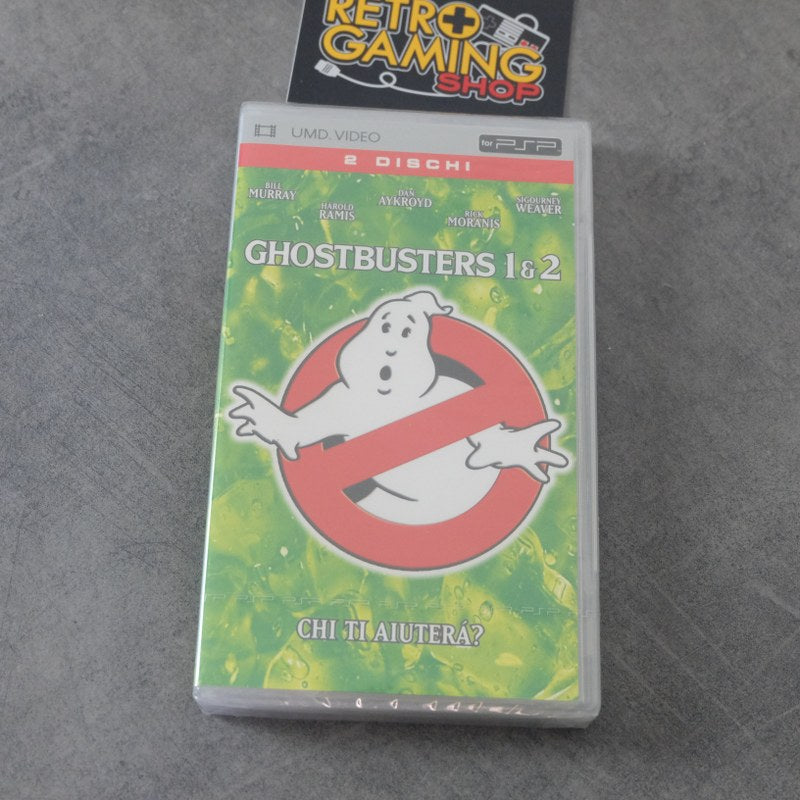 RETRO
GAMING
SHOP
UMD. VIDEO
for PSP
2 DISCHI
BILL
MURRAY
HAROLD
RAMIS
DAN
AYKROYD
RICK
MORANIS
SIGOURNEY
WEAVER
GHOSTBUSTERS 1 & 2
CHI TI AIUTERÁ?